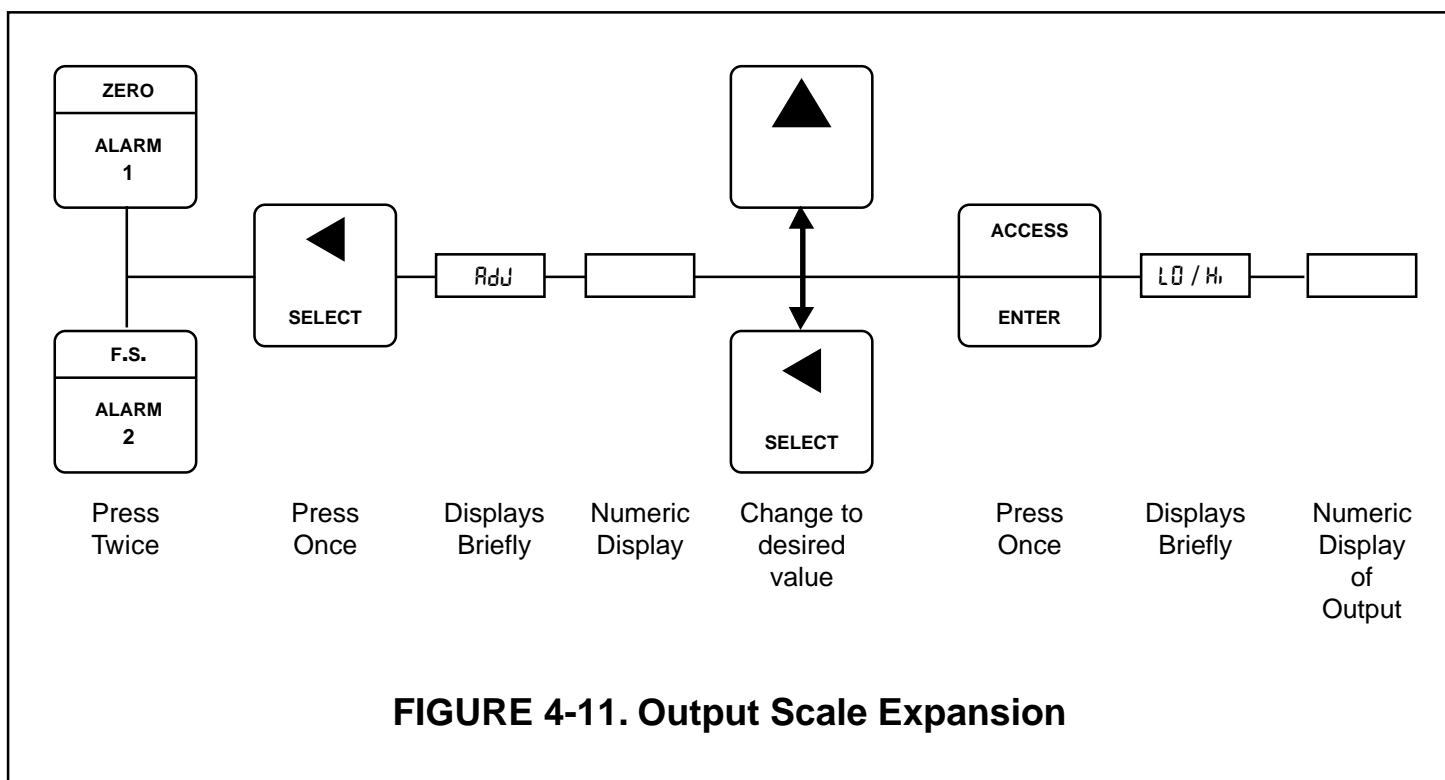 ZERO
ALARM
1
F.S.
ALARM
2
SELECT
AdJ
SELECT
ACCESS
ENTER
LO / Hi
Press
Twice
Press
Once
Displays
Briefly
Numeric
Display
Change to
desired
value
Press
Once
Displays
Briefly
Numeric
Display
of
Output
FIGURE 4-11. Output Scale Expansion